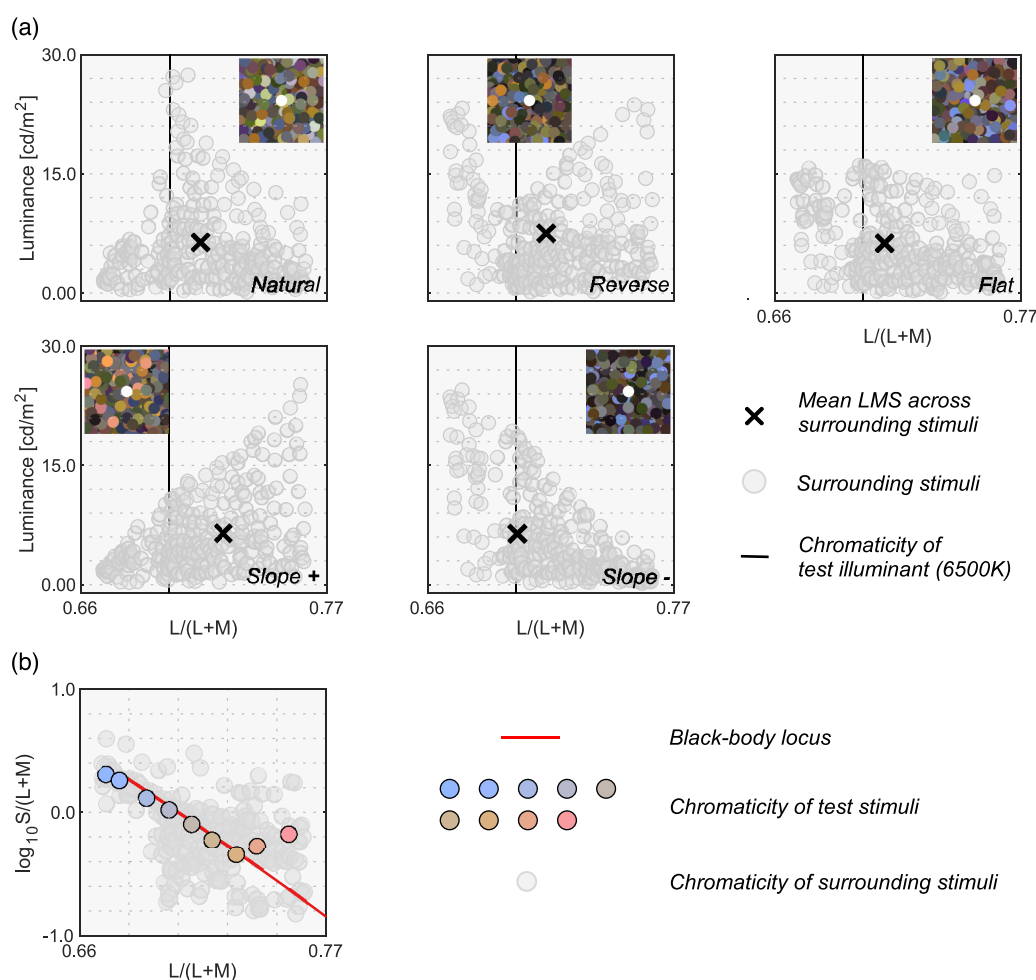 (a)
30.0
15.0
0.00
Luminance [cd/m²]
Natural
Reverse
Flat
0.66
0.77
L/(L+M)
30.0
15.0
0.00
Luminance [cd/m²]
Slope +
Slope -
0.66
0.77
L/(L+M)
0.66
0.77
L/(L+M)
Mean LMS across
surrounding stimuli
Surrounding stimuli
Chromaticity of
test illuminant (6500K)
(b)
1.0
0.0
-1.0
log₁₀S/(L+M)
0.66
0.77
L/(L+M)
Black-body locus
Chromaticity of test stimuli
Chromaticity of surrounding stimuli